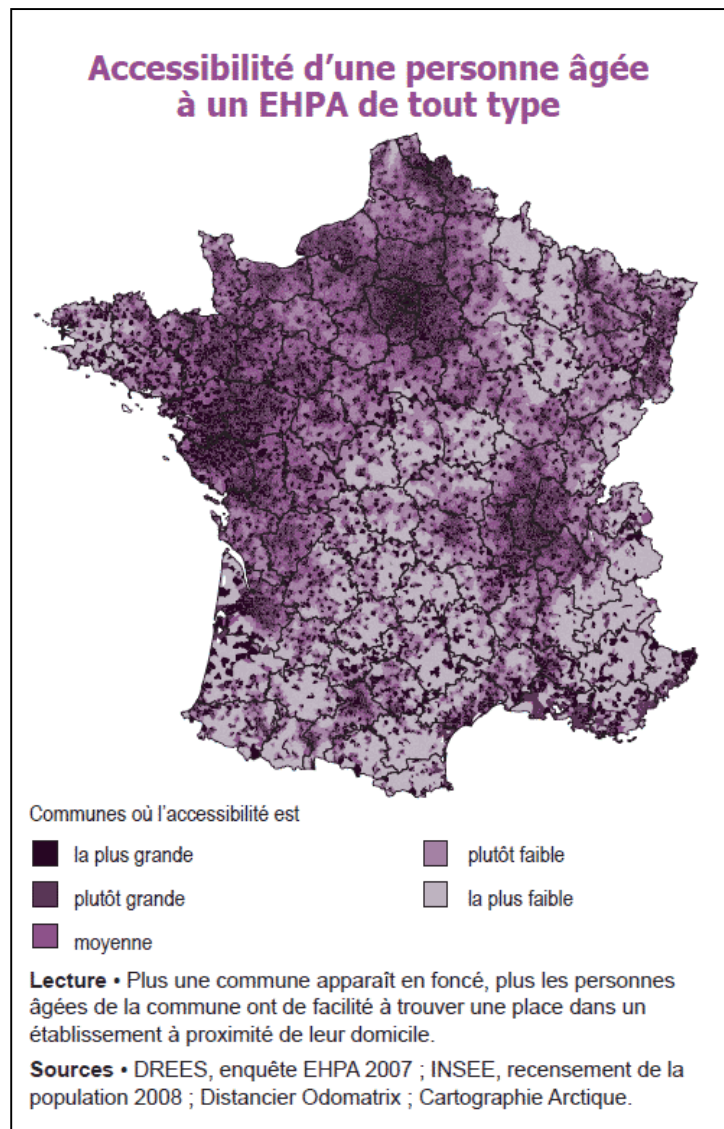 Accessibilité d'une personne âgée
à un EHPA de tout type
Communes où l'accessibilité est
la plus grande
plutôt grande
moyenne
plutôt faible
la plus faible
Lecture • Plus une commune apparaît en foncé, plus les personnes
âgées de la commune ont de facilité à trouver une place dans un
établissement à proximité de leur domicile.
Sources • DREES, enquête EHPA 2007 ; INSEE, recensement de la
population 2008 ; Distancier Odomatrix ; Cartographie Arctique.